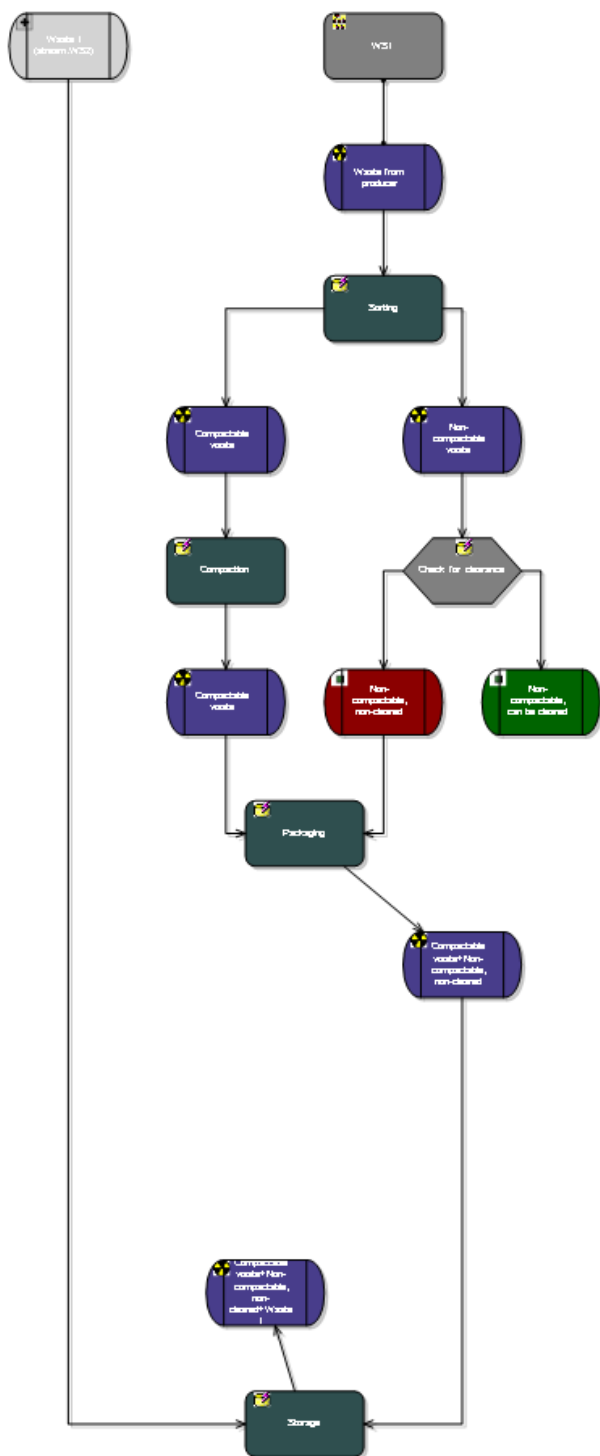 Waste 1
(stream:WS2)
WS1
Waste from
producer
Sorting
Compactable
waste
Non-
compactable
waste
Compaction
Check for clearance
Compactable
waste
Non-
compactable,
non-cleared
Non-
compactable,
can be cleared
Packaging
Compactable
waste+Non-
compactable,
non-cleared
Compactable
waste+Non-
compactable,
non-
cleared+Waste
1
Storage